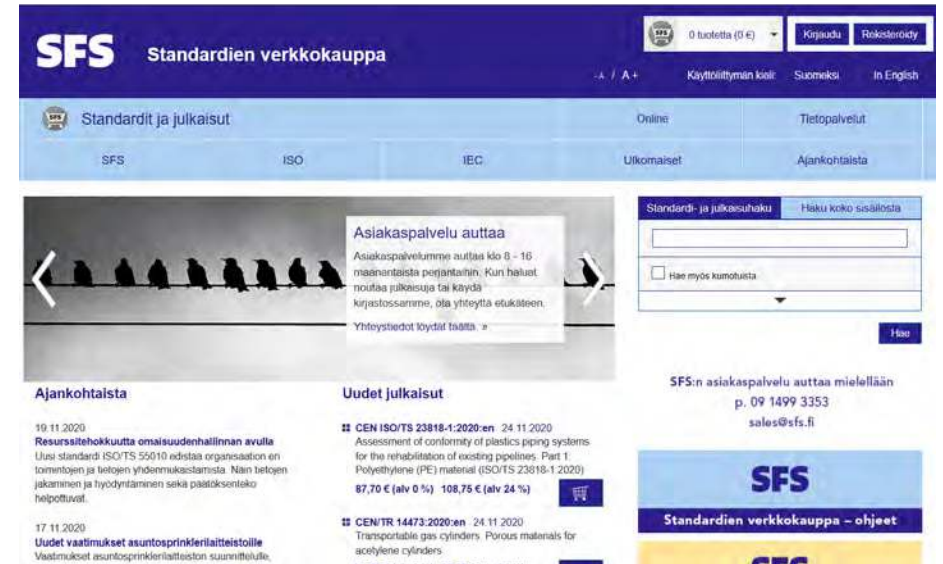 SFS Standardien verkkokauppa
0 tuotetta (0 €)
Kirjaudu
Rekisteröidy
-A / A+
Käyttöliittymän kieli:
Suomeksi
In English
Standardit ja julkaisut
Online
Tietopalvelut
SFS
ISO
IEC
Ulkomaiset
Ajankohtaista
Asiakaspalvelu auttaa
Asiakaspalvelumme auttaa klo 8 - 16
maanantaista perjantaihin. Kun haluat
noutaa julkaisuja tai käydä
kirjastossamme, ota yhteyttä etukäteen.
Yhteystiedot löydät täältä. »
Standardi- ja julkaisuhaku
Haku koko sisällöstä
Hae myös kumotuista
Hae
SFS:n asiakaspalvelu auttaa mielellään
p. 09 1499 3353
sales@sfs.fi
Ajankohtaista
19.11.2020
Resurssitehokkuutta omaisuudenhallinnan avulla
Uusi standardi ISO/TS 55010 edistää organisaation eri
toimintojen ja tietojen yhdenmukaistamista. Näin tietojen
jakaminen ja hyödyntäminen sekä päätöksenteko
helpottuvat.
17.11.2020
Uudet vaatimukset asuntosprinklerilaitteistoille
Vaatimukset asuntosprinklerilaitteiston suunnittelulle,
Uudet julkaisut
CEN ISO/TS 23818-1:2020:en 24.11.2020
Assessment of conformity of plastics piping systems
for the rehabilitation of existing pipelines. Part 1:
Polyethylene (PE) material (ISO/TS 23818-1:2020)
87,70 € (alv 0 %) 108,75 € (alv 24 %)
CEN/TR 14473:2020:en 24.11.2020
Transportable gas cylinders. Porous materials for
acetylene cylinders
SFS
Standardien verkkokauppa – ohjeet
SFS